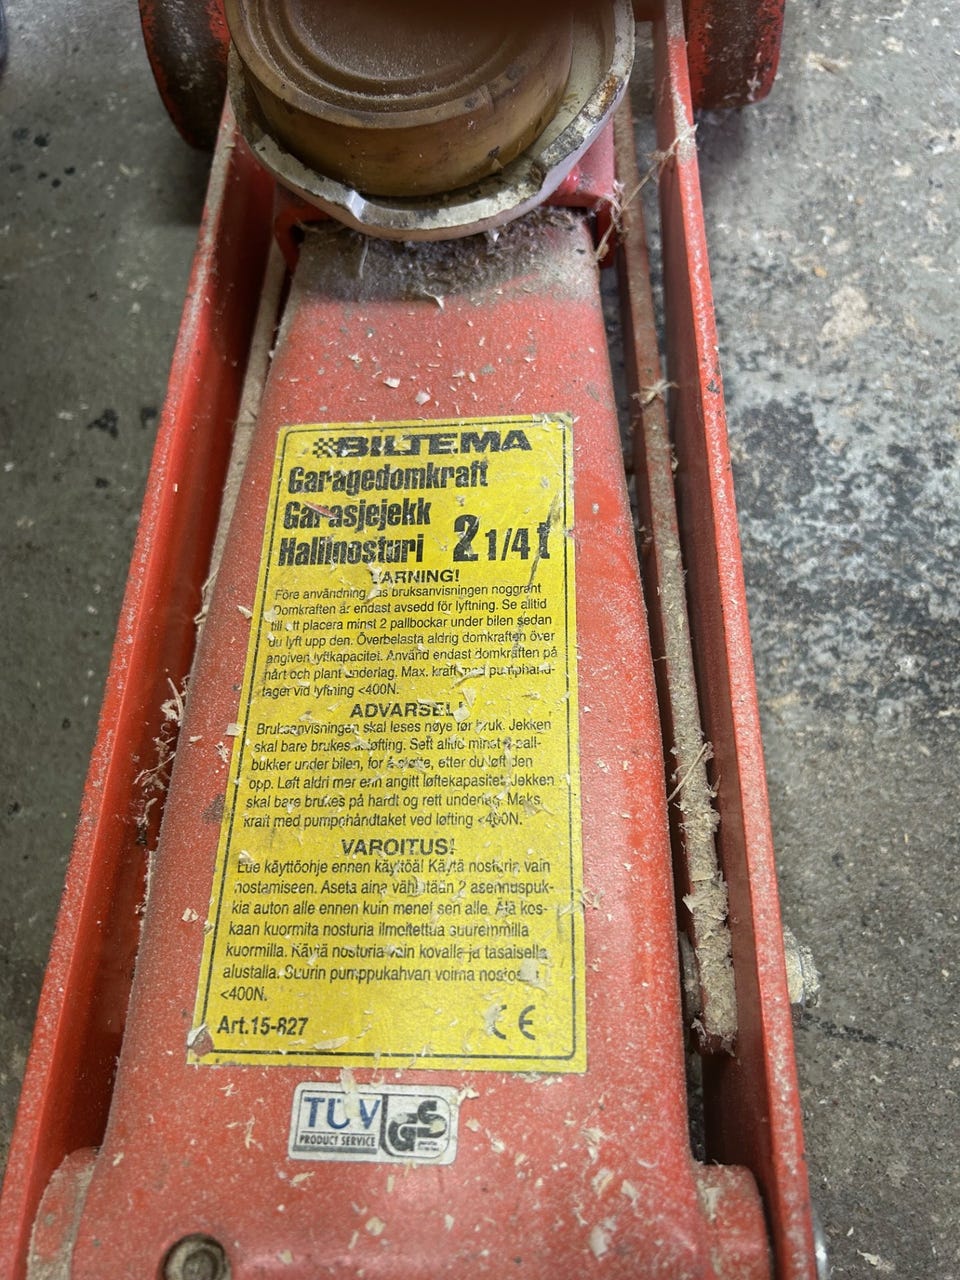 BILTEMA
Garagedomkraft
Garasjejekk
Hallinosturi 2 1/4 t
VARNING!
Före användning, läs bruksanvisningen noggrant
Domkraften är endast avsedd för lyftning. Se alltid
till att placera minst 2 pallbockar under bilen sedan
du lyft upp den. Överbelasta aldrig domkraften över
angiven lyftkapacitet. Använd endast domkraften på
hårt och plant underlag. Max. kraft med pumphand-
tager vid lyftning <400N.
ADVARSEL!
Bruksanvisningen skal leses nøye før bruk. Jekken
skal bare brukes til løfting. Sett alltid minst 2 pall-
bukker under bilen, for å støtte, etter du løft den
opp. Løft aldri mer enn angitt løftekapasitet. Jekken
skal bare brukes på hardt og rett underlag. Maks.
kraft med pumpehåndtaket ved løfting <400N.
VAROITUS!
Lue käyttöohje ennen käyttöä! Käytä nosturia vain
nostamiseen. Aseta aina vähintään 2 asennuspuk-
kia auton alle ennen kuin menet sen alle. Älä kos-
kaan kuormita nosturia ilmoitettua suuremmilla
kuormilla. Käytä nosturia vain kovalla ja tasaisella
alustalla. Suurin pumppukahvan voima
<400N.
Art.15-827 CE
TÜV
PRODUCT SERVICE
GS